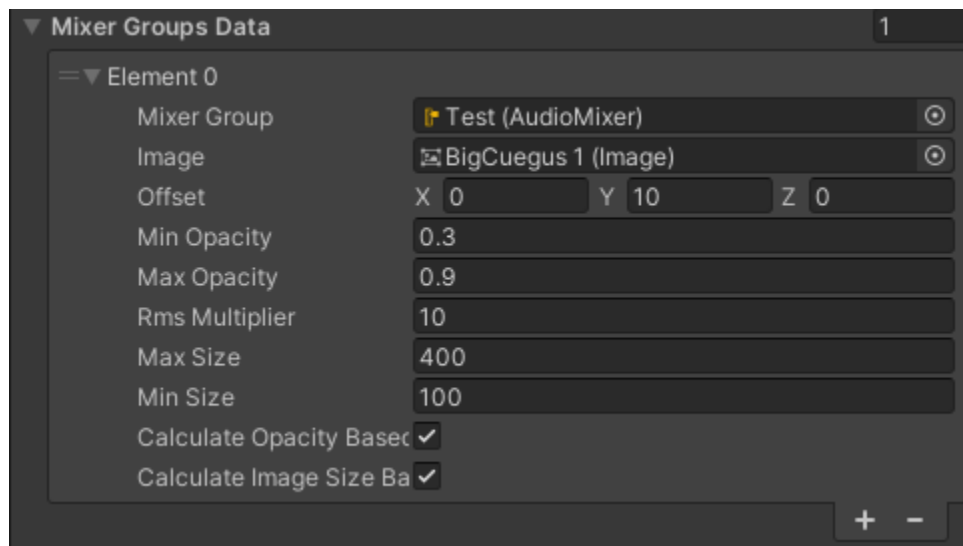 Mixer Groups Data 1
Element 0
Mixer Group Test (AudioMixer)
Image BigCuegus 1 (Image)
Offset X 0 Y 10 Z 0
Min Opacity 0.3
Max Opacity 0.9
Rms Multiplier 10
Max Size 400
Min Size 100
Calculate Opacity Based
Calculate Image Size Ba